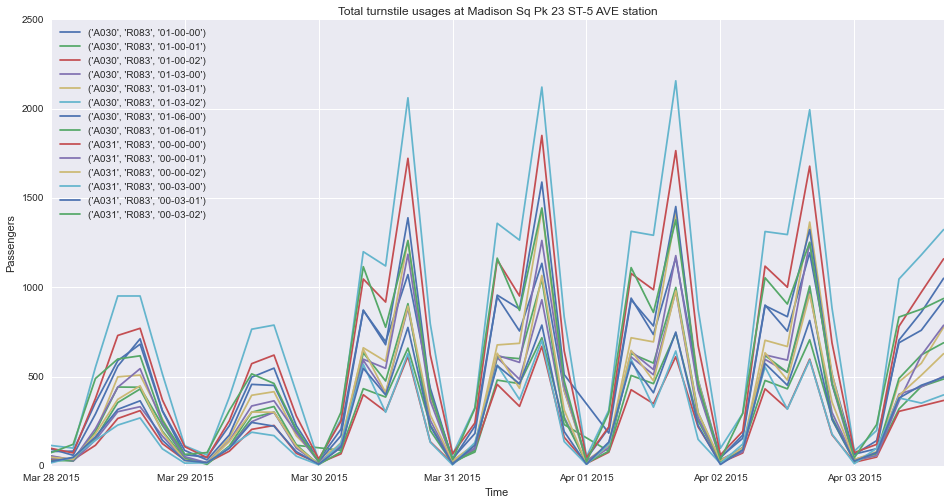 Total turnstile usages at Madison Sq Pk 23 ST-5 AVE station
2500
2000
1500
1000
500
0
Passengers
('A030', 'R083', '01-00-00')
('A030', 'R083', '01-00-01')
('A030', 'R083', '01-00-02')
('A030', 'R083', '01-03-00')
('A030', 'R083', '01-03-01')
('A030', 'R083', '01-03-02')
('A030', 'R083', '01-06-00')
('A030', 'R083', '01-06-01')
('A031', 'R083', '00-00-00')
('A031', 'R083', '00-00-01')
('A031', 'R083', '00-00-02')
('A031', 'R083', '00-03-00')
('A031', 'R083', '00-03-01')
('A031', 'R083', '00-03-02')
Mar 28 2015
Mar 29 2015
Mar 30 2015
Mar 31 2015
Apr 01 2015
Apr 02 2015
Apr 03 2015
Time